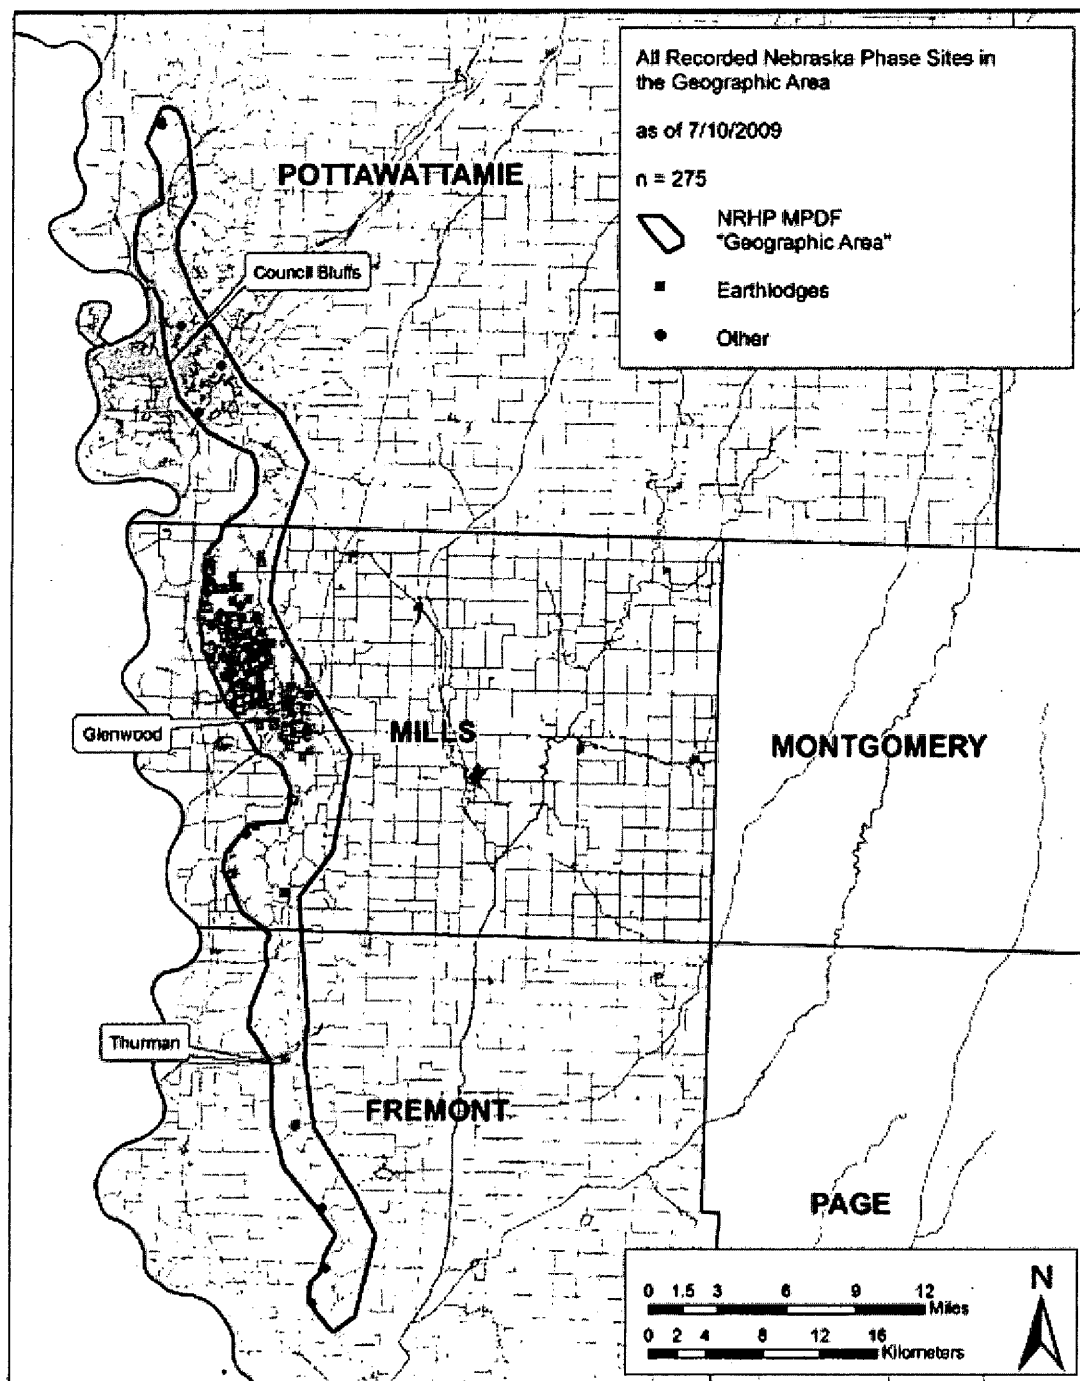 All Recorded Nebraska Phase Sites in
the Geographic Area
as of 7/10/2009
n = 275
NRHP MPDF
"Geographic Area"
Earthlodges
Other
POTTAWATTAMIE
Council Bluffs
Glenwood
MILLS
MONTGOMERY
Thurman
FREMONT
PAGE
0 1.5 3 6 9 12
Miles
0 2 4 8 12 16
Kilometers
N